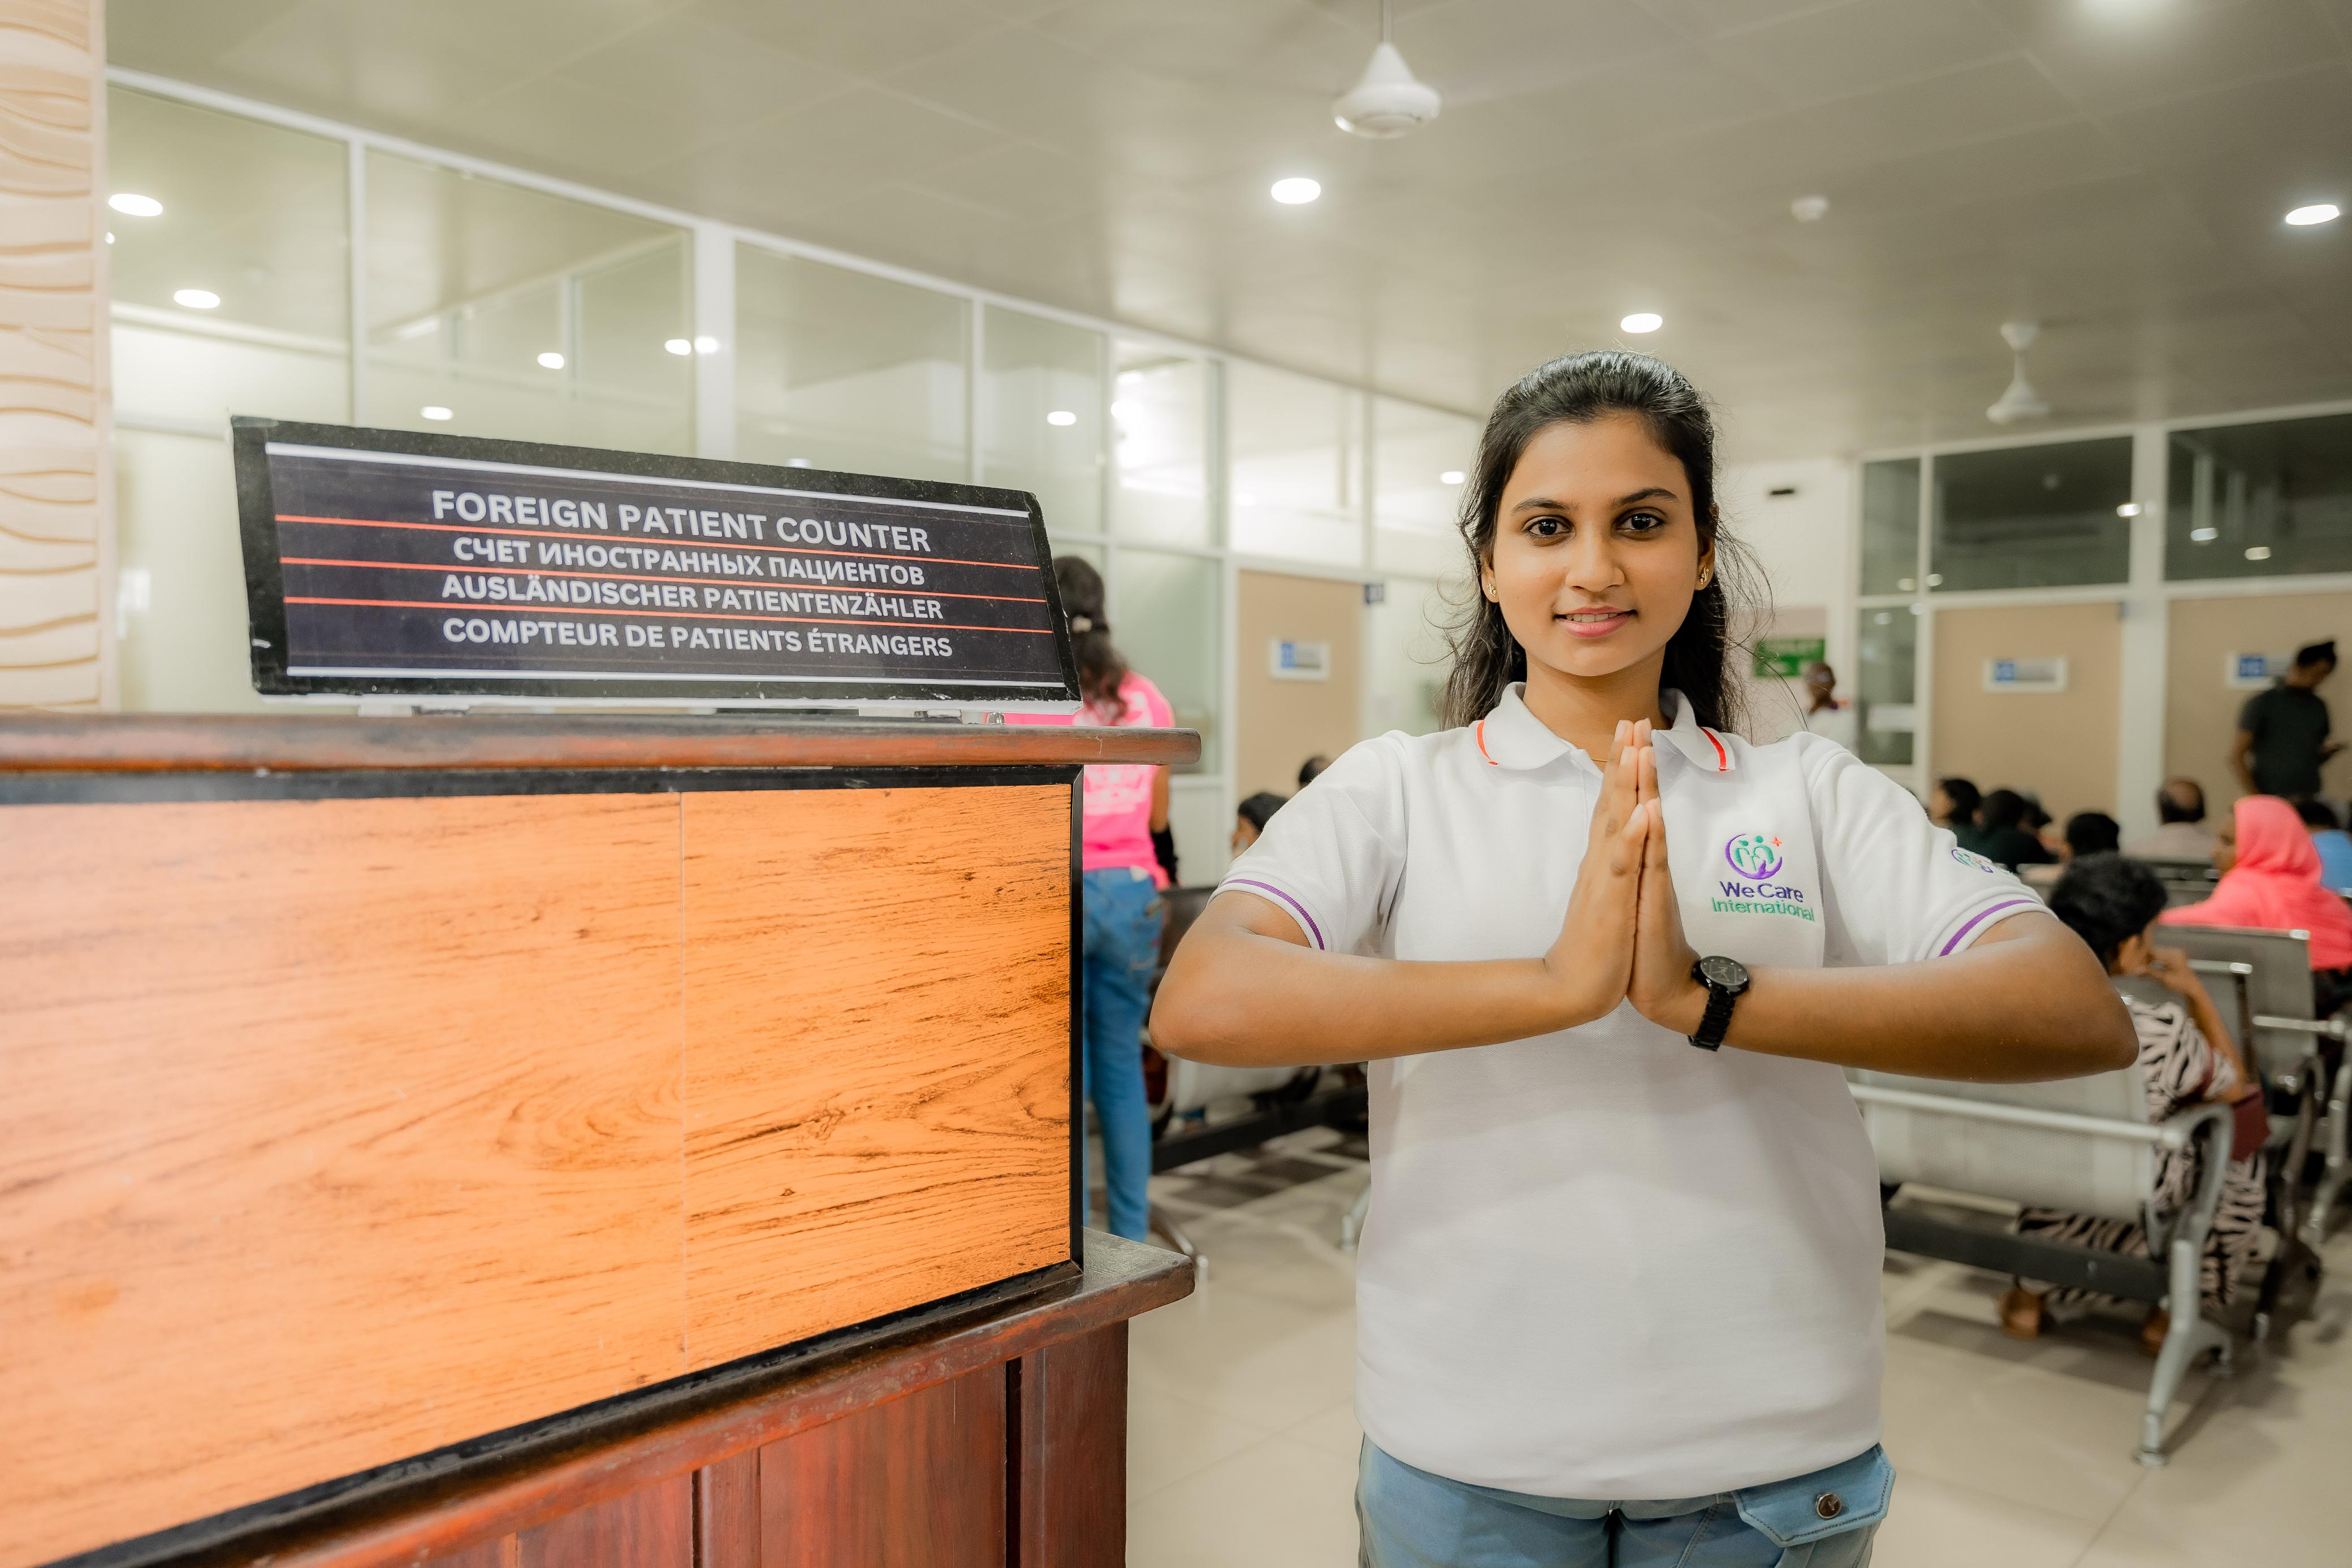 FOREIGN PATIENT COUNTER
СЧЕТ ИНОСТРАННЫХ ПАЦИЕНТОВ
AUSLÄNDISCHER PATIENTENZÄHLER
COMPTEUR DE PATIENTS ÉTRANGERS
We Care
International